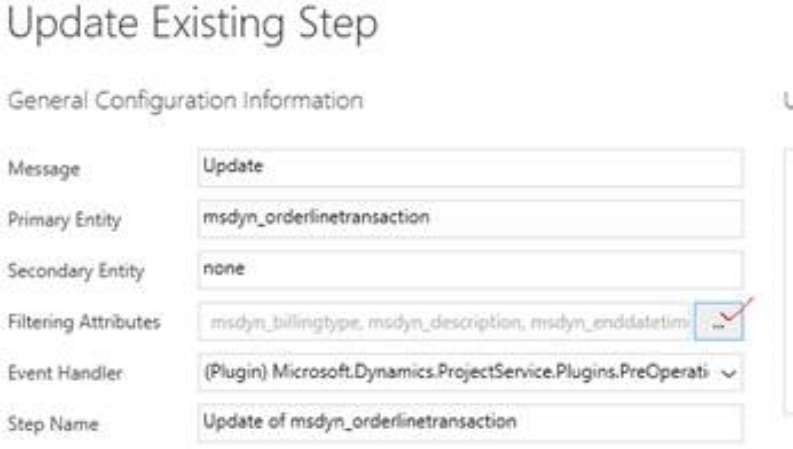 Update Existing Step
General Configuration Information
Message Update
Primary Entity msdyn_orderlinetransaction
Secondary Entity none
Filtering Attributes msdyn_billingtype, msdyn_description, msdyn_enddatetim ...
Event Handler (Plugin) Microsoft.Dynamics.ProjectService.Plugins.PreOperati
Step Name Update of msdyn_orderlinetransaction